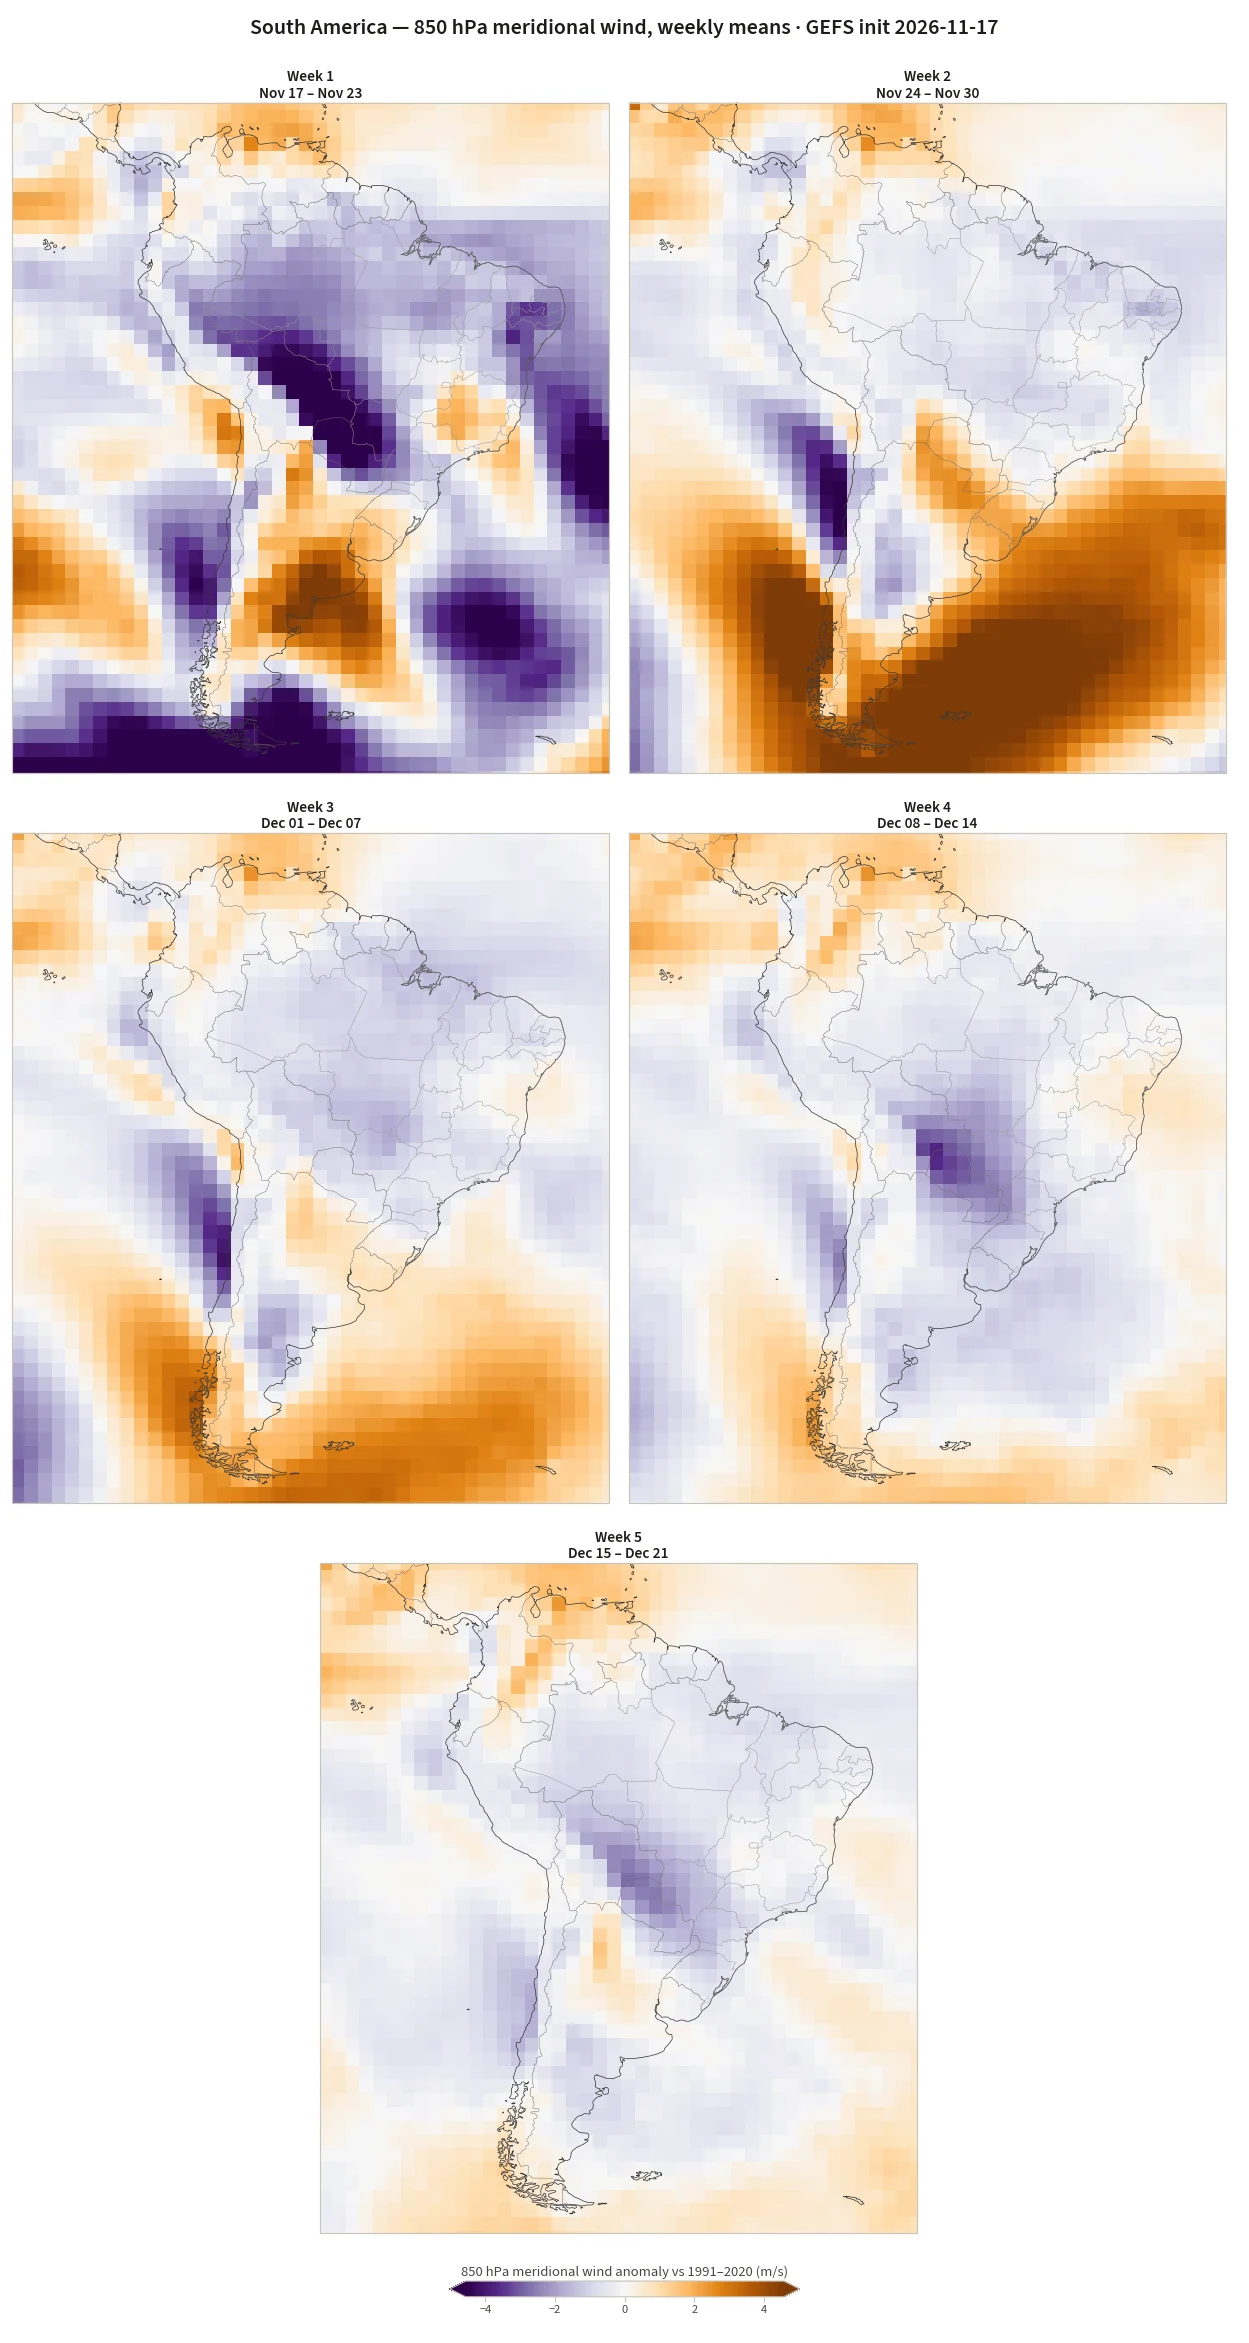 South America — 850 hPa meridional wind, weekly means · GEFS init 2026-11-17
Week 1
Nov 17 – Nov 23
Week 2
Nov 24 – Nov 30
Week 3
Dec 01 – Dec 07
Week 4
Dec 08 – Dec 14
Week 5
Dec 15 – Dec 21
850 hPa meridional wind anomaly vs 1991–2020 (m/s)
−4 −2 0 2 4